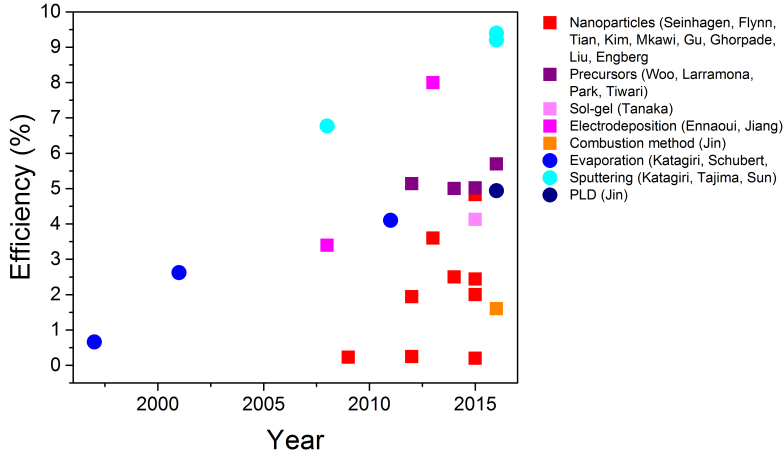 10
9
8
7
6
5
4
3
2
1
0
Efficiency (%)
2000
2005
2010
2015
Year
Nanoparticles (Seinhagen, Flynn,
Tian, Kim, Mkawi, Gu, Ghorpade,
Liu, Engberg
Precursors (Woo, Larramona,
Park, Tiwari)
Sol-gel (Tanaka)
Electrodeposition (Ennaoui, Jiang)
Combustion method (Jin)
Evaporation (Katagiri, Schubert,
Sputtering (Katagiri, Tajima, Sun)
PLD (Jin)